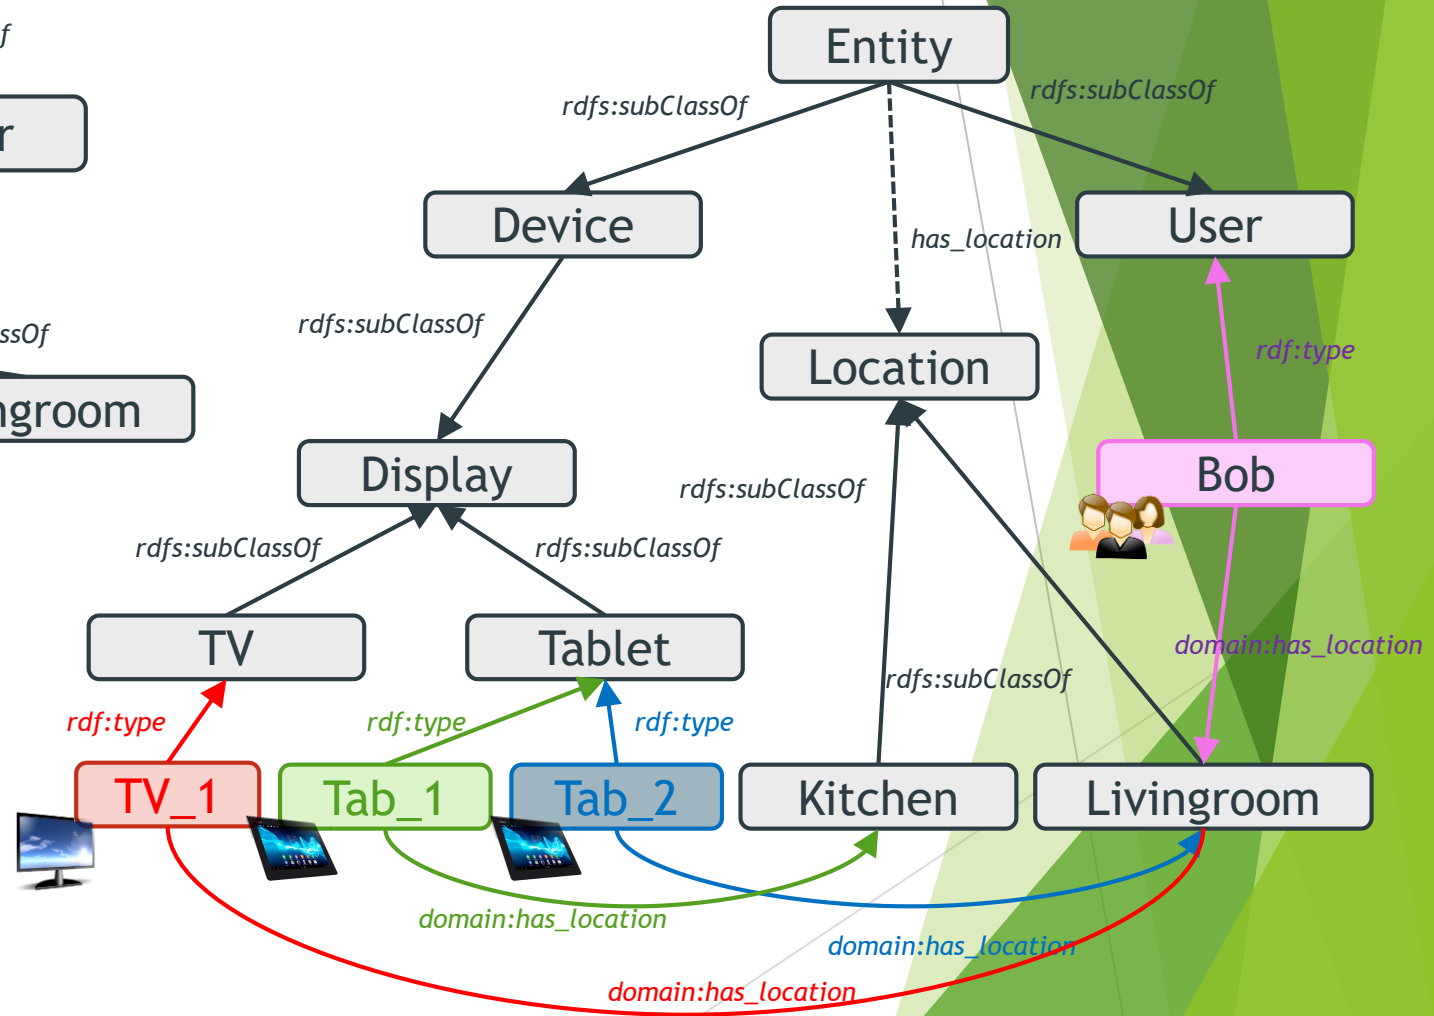 f
Entity
rdfs:subClassOf
rdfs:subClassOf
r
Device
User
has_location
rdfs:subClassOf
ssOf
rdf:type
Location
ngroom
Display
Bob
rdfs:subClassOf
rdfs:subClassOf
rdfs:subClassOf
TV
Tablet
domain:has_location
rdfs:subClassOf
rdf:type
rdf:type
rdf:type
TV_1
Tab_1
Tab_2
Kitchen
Livingroom
domain:has_location
domain:has_location
domain:has_location